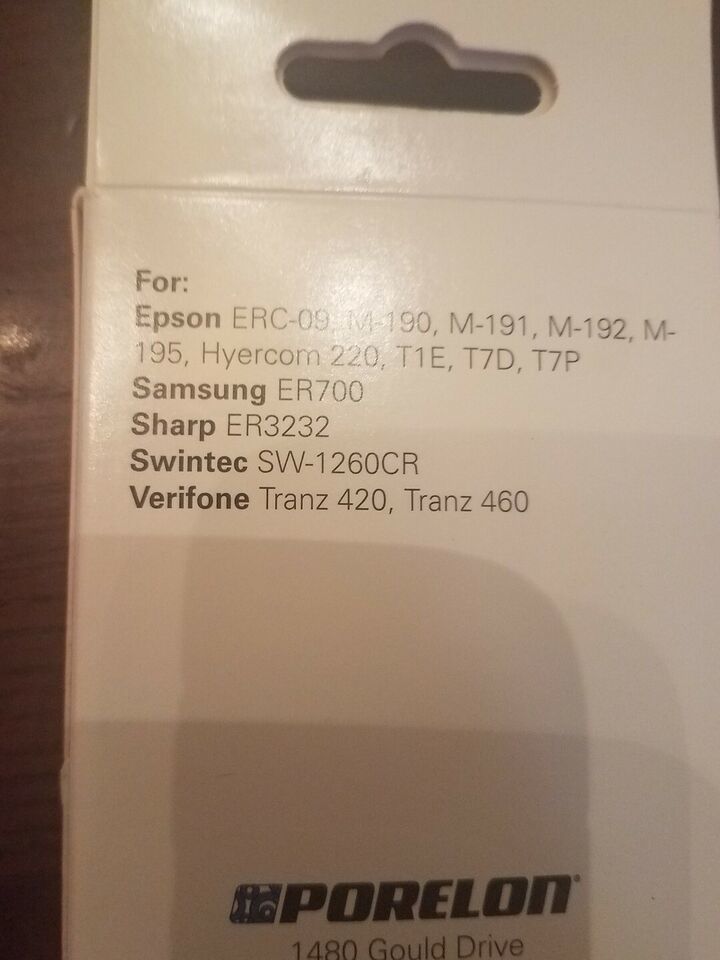 For:
Epson ERC-09, M-190, M-191, M-192, M-
195, Hyercom 220, T1E, T7D, T7P
Samsung ER700
Sharp ER3232
Swintec SW-1260CR
Verifone Tranz 420, Tranz 460
PORELON
1480 Gould Drive